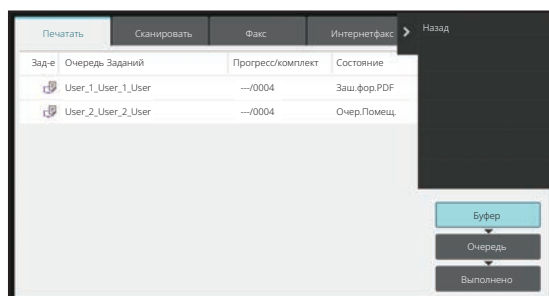 Печатать Сканировать Факс Интернетфакс Назад
Зад-е Очередь Заданий Прогресс/комплект Состояние
User_1_User_1_User ---/0004 Заш.фор.PDF
User_2_User_2_User ---/0004 Очер.Помещ.
Буфер
Очередь
Выполнено